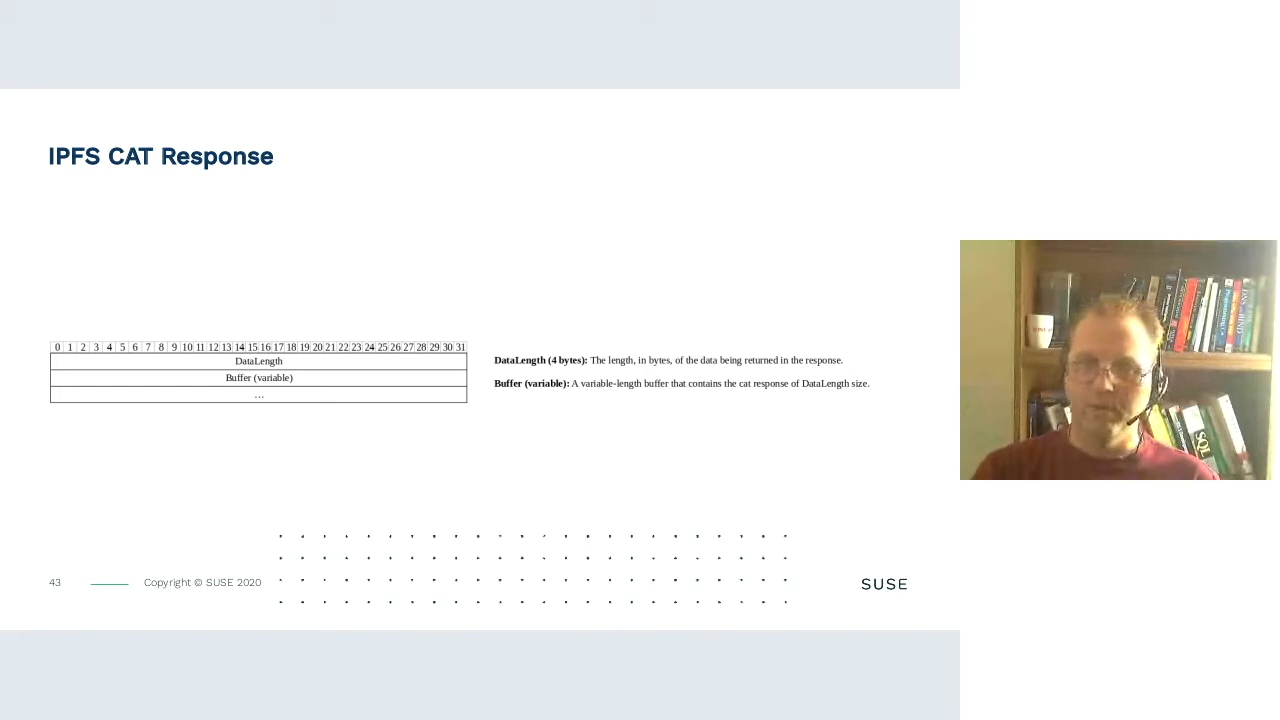 IPFS CAT Response
0 1 2 3 4 5 6 7 8 9 10 11 12 13 14 15 16 17 18 19 20 21 22 23 24 25 26 27 28 29 30 31
DataLength
Buffer (variable)
...
DataLength (4 bytes): The length, in bytes, of the data being returned in the response.
Buffer (variable): A variable-length buffer that contains the cat response of DataLength size.
43
Copyright © SUSE 2020
SUSE
SQL